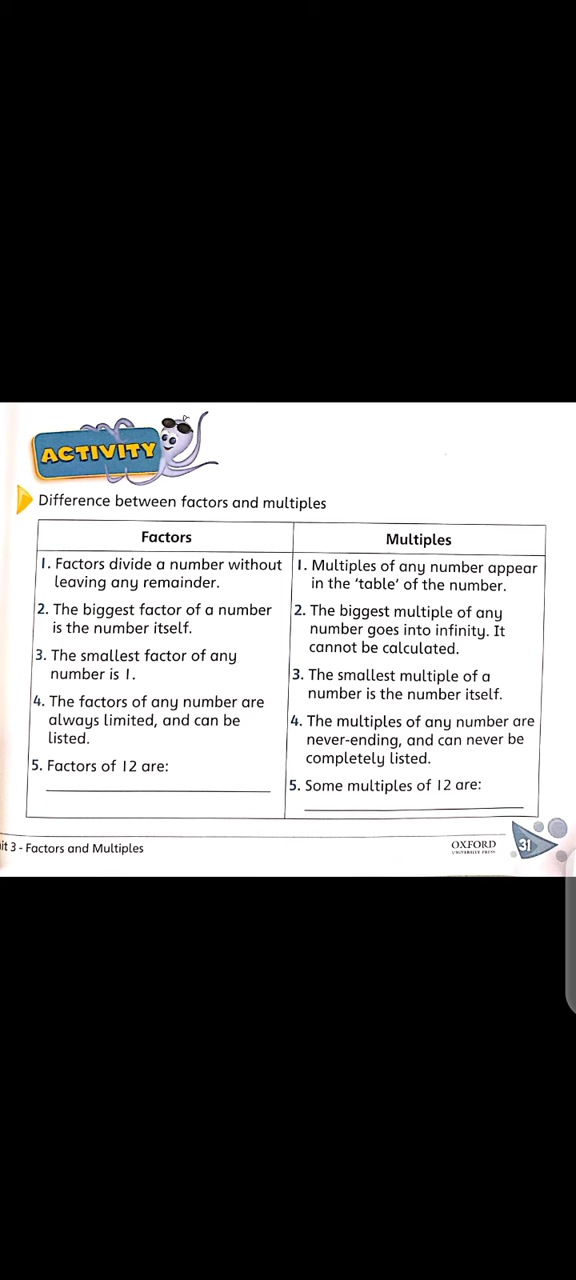 ACTIVITY
Difference between factors and multiples
Factors
1. Factors divide a number without
leaving any remainder.
2. The biggest factor of a number
is the number itself.
3. The smallest factor of any
number is 1.
4. The factors of any number are
always limited, and can be
listed.
5. Factors of 12 are:
Multiples
1. Multiples of any number appear
in the ‘table’ of the number.
2. The biggest multiple of any
number goes into infinity. It
cannot be calculated.
3. The smallest multiple of a
number is the number itself.
4. The multiples of any number are
never-ending, and can never be
completely listed.
5. Some multiples of 12 are:
it 3 - Factors and Multiples
OXFORD
UNIVERSITY PRESS
31